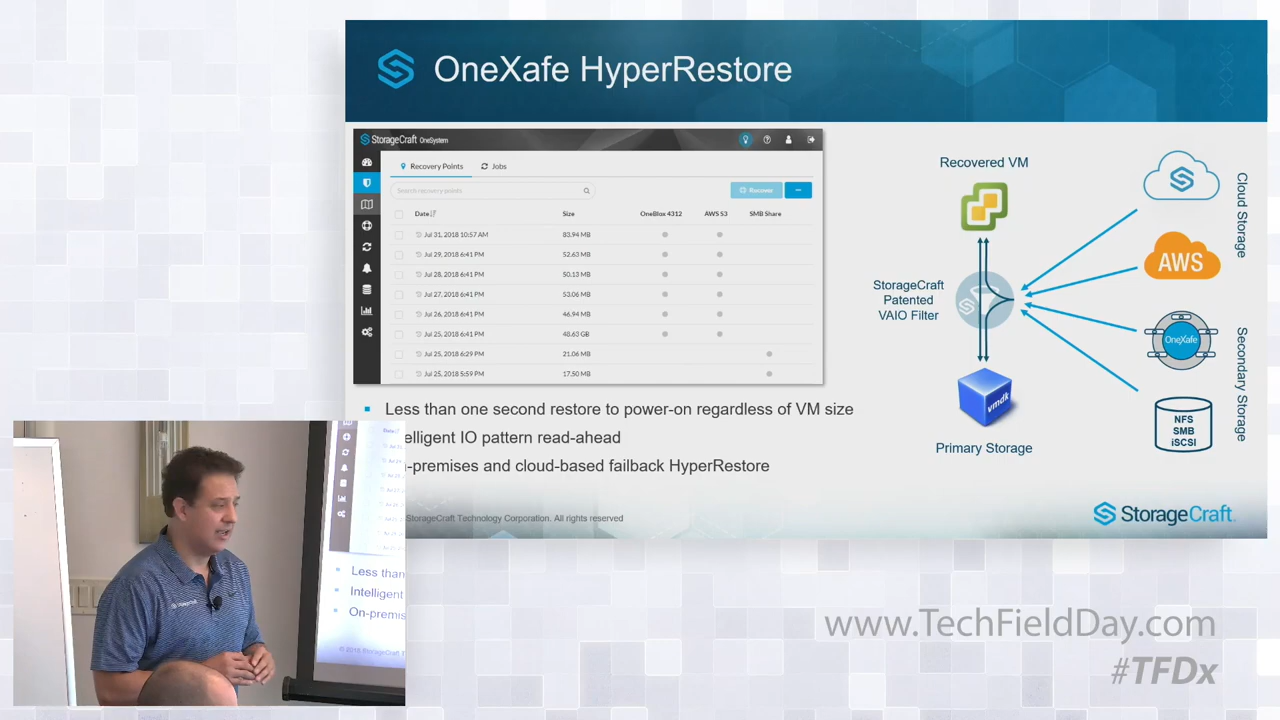 OneXafe HyperRestore
StorageCraft OneSystem
Recovery Points
Jobs
Search recovery points
Recover
Date
Size
OneBlox 4312
AWS S3
SMB Share
Jul 31, 2018 10:57 AM
83.94 MB
Jul 29, 2018 6:41 PM
52.63 MB
Jul 28, 2018 6:41 PM
50.13 MB
Jul 27, 2018 6:41 PM
53.06 MB
Jul 26, 2018 6:41 PM
46.94 MB
Jul 25, 2018 6:41 PM
48.63 GB
Jul 25, 2018 6:29 PM
21.06 MB
Jul 25, 2018 5:59 PM
17.50 MB
Recovered VM
StorageCraft
Patented
VAIO Filter
vmdk
Primary Storage
Cloud Storage
AWS
OneXafe
Secondary Storage
NFS
SMB
iSCSI
Less than one second restore to power-on regardless of VM size
elligent IO pattern read-ahead
-premises and cloud-based failback HyperRestore
StorageCraft Technology Corporation. All rights reserved
StorageCraft
Less than
Intelligent
On-premis
www.TechFieldDay.com
#TFDx